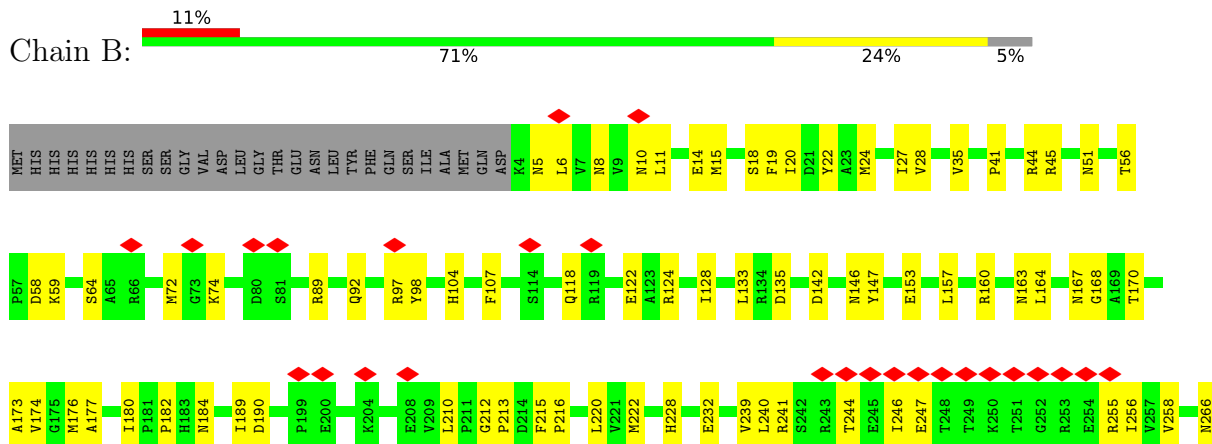 11%
Chain B:
71% 24% 5%
MET HIS HIS HIS HIS HIS HIS SER SER GLY VAL ASP LEU GLY THR GLU ASN LEU TYR PHE GLN SER ILE ALA MET GLN ASP K4 N5 L6 V7 N8 V9 N10 L11 E14 M15 S18 F19 I20 D21 Y22 A23 M24 I27 V28 V35 P41 R44 R45 N51 T56
P57 D58 K59 S64 A65 R66 M72 G73 K74 D80 S81 R89 Q92 R97 Y98 H104 F107 S114 Q118 R119 E122 A123 R124 I128 L133 R134 D135 D142 N146 Y147 E153 L157 R160 N163 L164 N167 G168 A169 T170
A173 V174 G175 M176 A177 I180 P181 P182 H183 N184 I189 D190 P199 E200 K204 E208 V209 L210 P211 G212 P213 D214 F215 P216 L220 V221 M222 H228 E232 V239 L240 R241 S242 R243 T244 E245 I246 E247 T248 T249 K250 T251 G252 R253 E254 R255 I256 V257 V258 N266